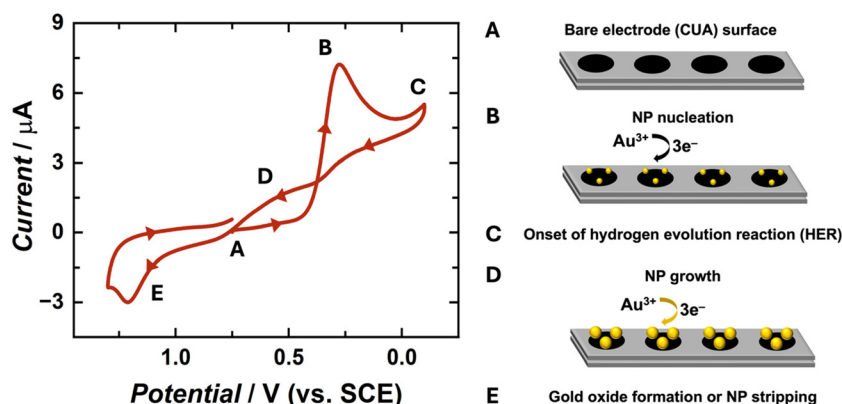 A
Bare electrode (CUA) surface
B
NP nucleation
Au³⁺
3e⁻
C
Onset of hydrogen evolution reaction (HER)
D
NP growth
Au³⁺
3e⁻
E
Gold oxide formation or NP stripping
9
6
3
0
−3
Current / μA
B
C
D
A
E
1.0
0.5
0.0
Potential / V (vs. SCE)